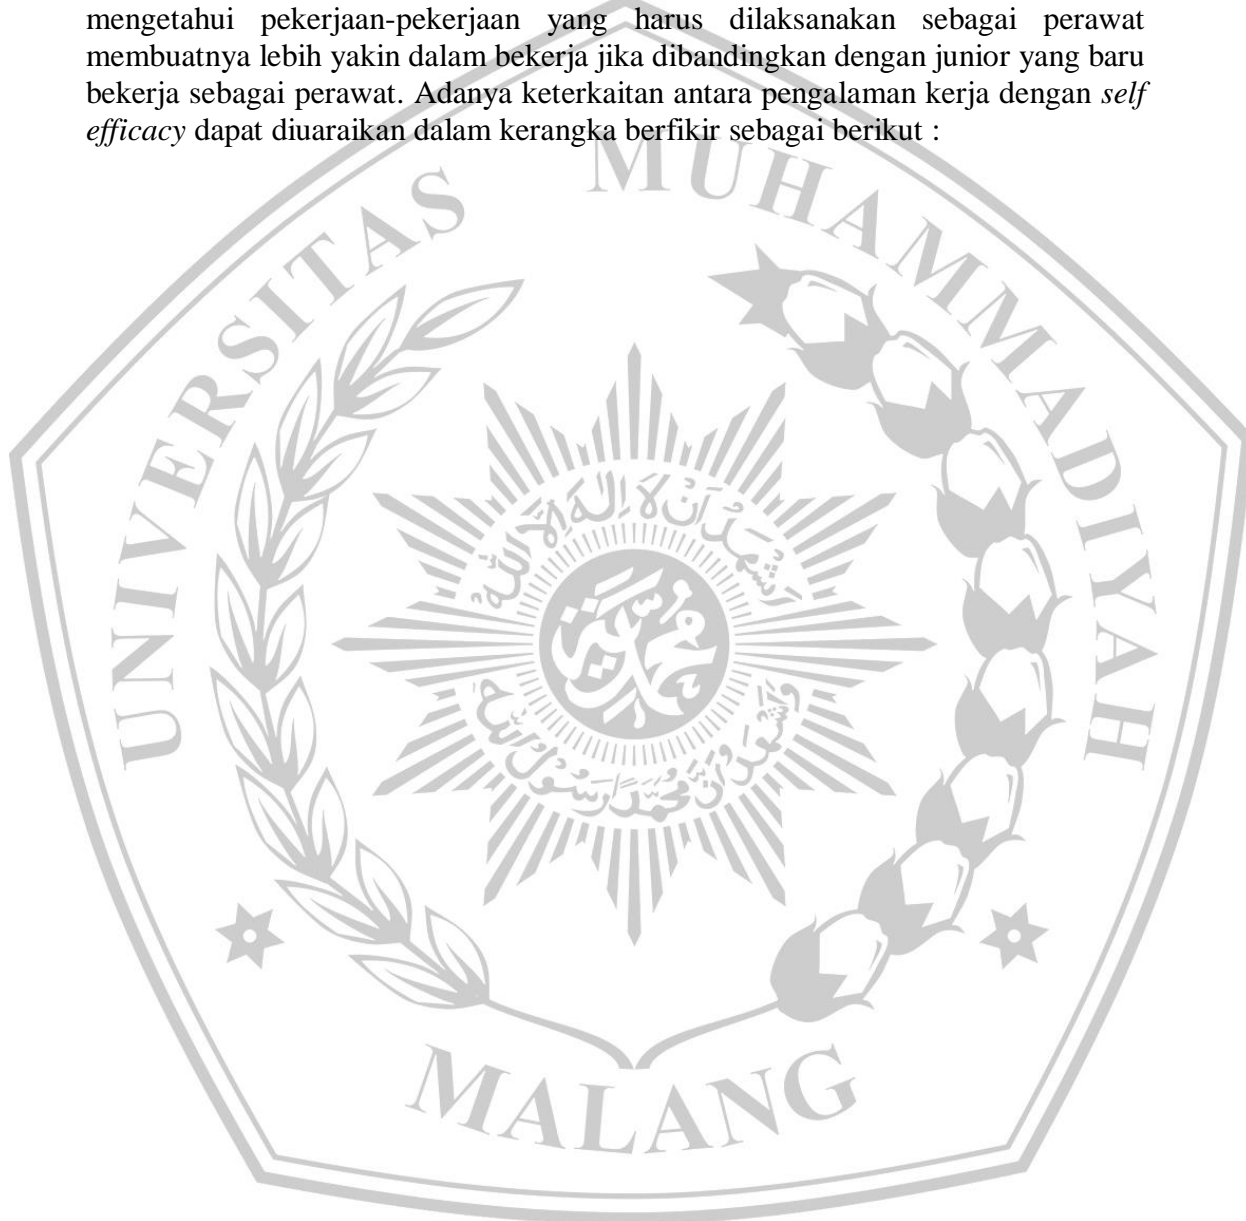 mengetahui pekerjaan-pekerjaan yang harus dilaksanakan sebagai perawat
membuatnya lebih yakin dalam bekerja jika dibandingkan dengan junior yang baru
bekerja sebagai perawat. Adanya keterkaitan antara pengalaman kerja dengan self
efficacy dapat diuaraikan dalam kerangka berfikir sebagai berikut :
UNIVERSITAS MUHAMMADIYAH
MALANG